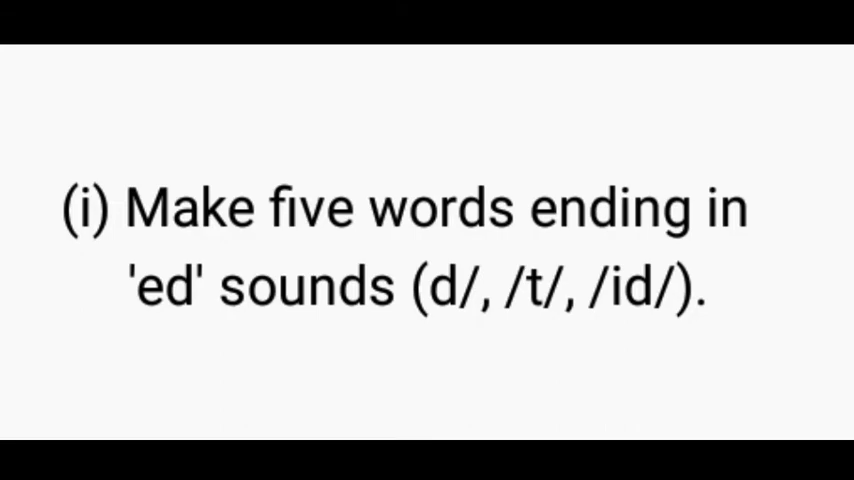 (i) Make five words ending in
'ed' sounds (d/, /t/, /id/).